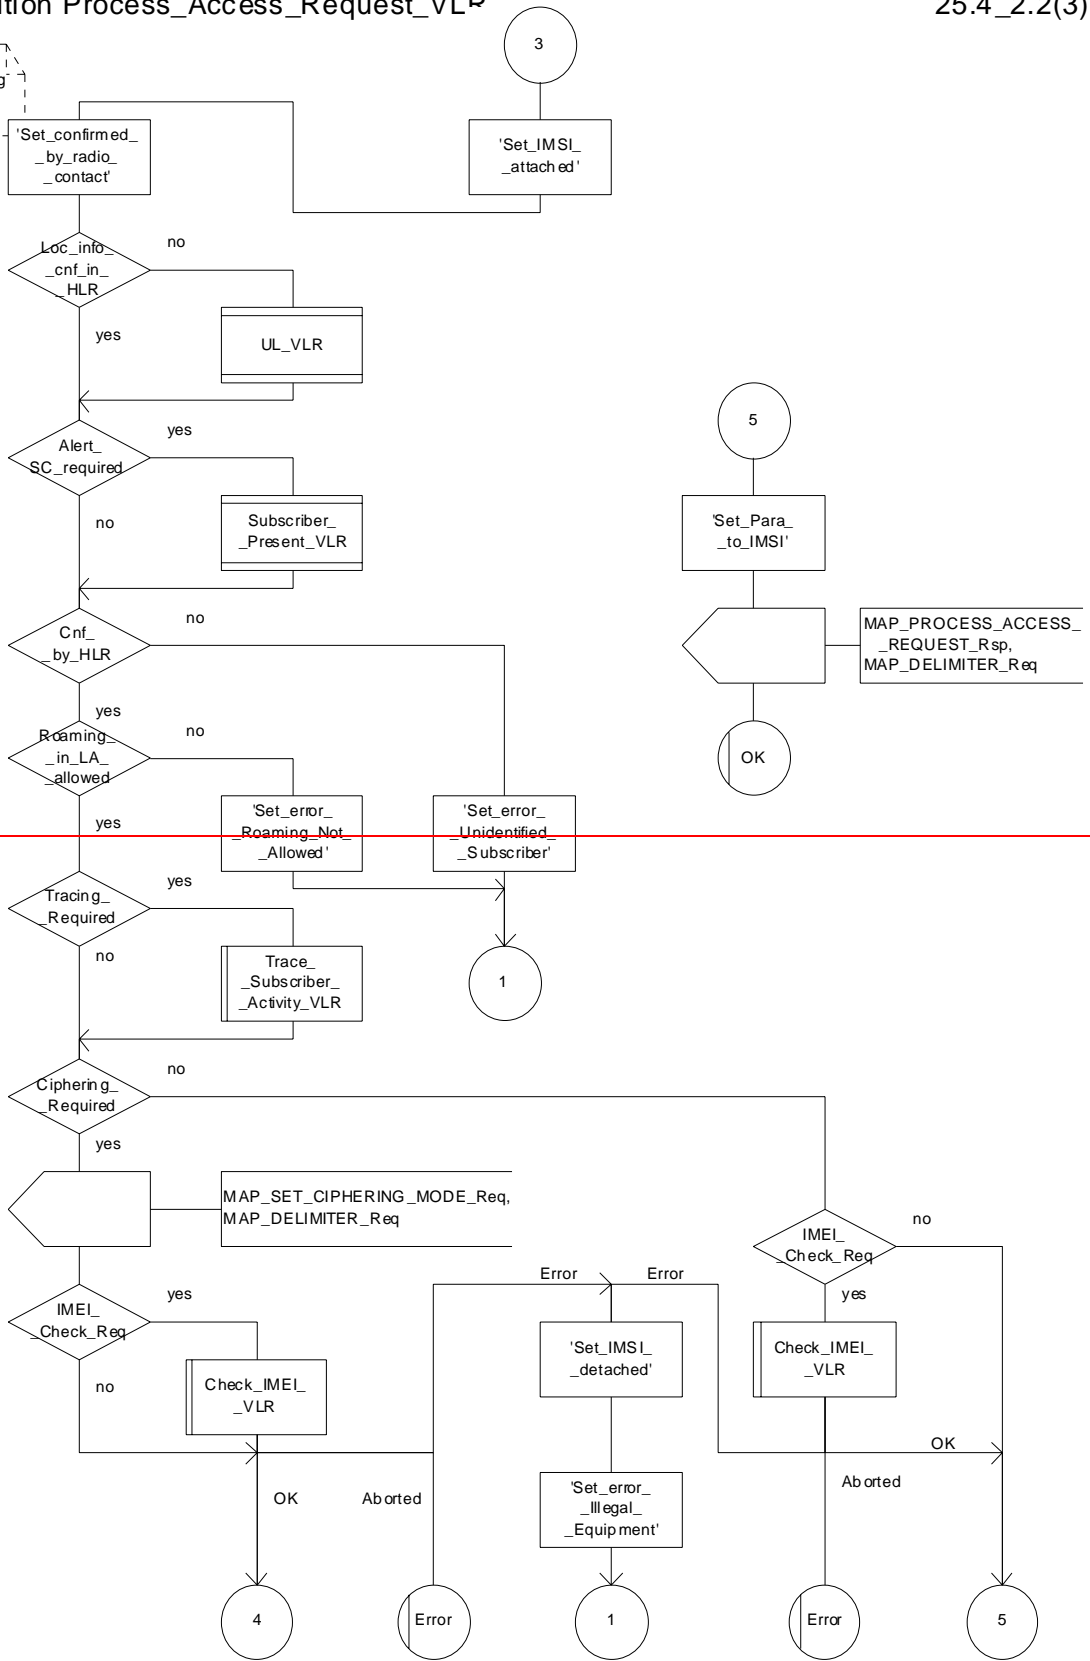 ition Process_Access_Request_VLR
25.4_2.2(3)
3
g
'Set_confirmed_
_by_radio_
_contact'
'Set_IMSI_
_attached'
Loc_info_
_cnf_in_
_HLR
no
yes
UL_VLR
Alert_
SC_required
yes
no
Subscriber_
_Present_VLR
5
'Set_Para_
_to_IMSI'
MAP_PROCESS_ACCESS_
_REQUEST_Rsp,
MAP_DELIMITER_Req
OK
Cnf_
_by_HLR
no
yes
Roaming_
_in_LA_
_allowed
no
yes
'Set_error_
_Roaming_Not_
_Allowed'
'Set_error_
_Unidentified_
_Subscriber'
Tracing_
_Required
yes
no
Trace_
_Subscriber_
_Activity_VLR
1
Ciphering_
_Required
no
yes
MAP_SET_CIPHERING_MODE_Req,
MAP_DELIMITER_Req
IMEI_
_Check_Req
no
yes
Error
Error
IMEI_
_Check_Req
yes
no
Check_IMEI_
_VLR
'Set_IMSI_
_detached'
Check_IMEI_
_VLR
OK
Aborted
OK
Aborted
'Set_error_
_Illegal_
_Equipment'
4
Error
1
Error
5